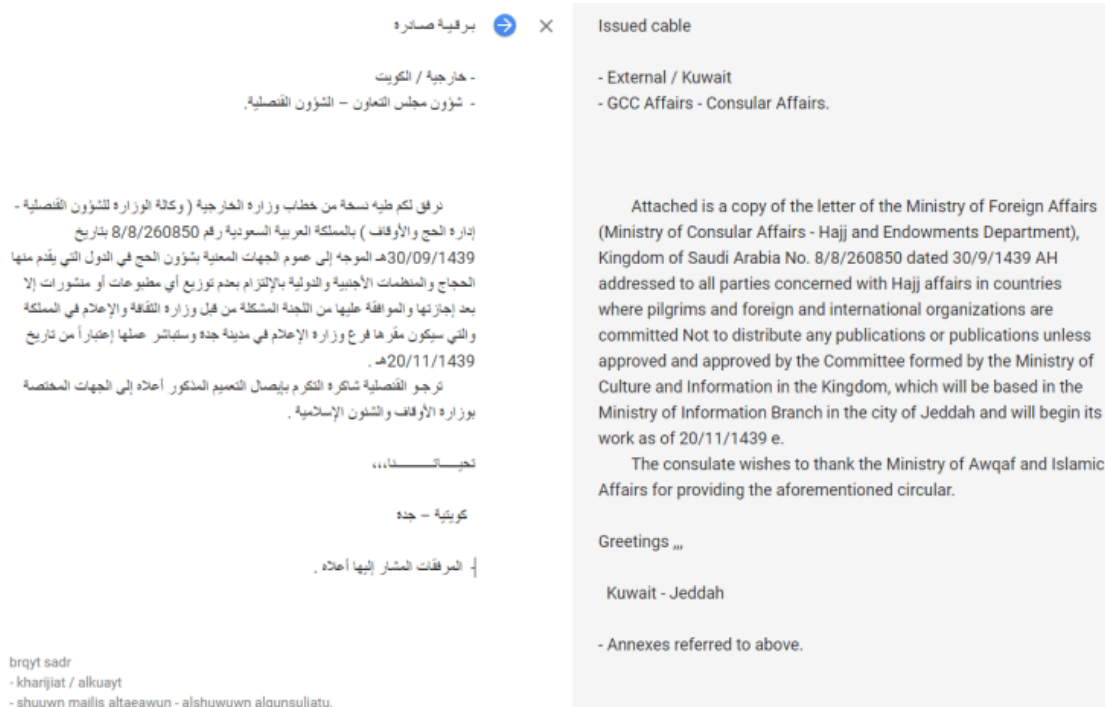 برقية صادره
- خارجية / الكويت
- شؤون مجلس التعاون – الشؤون القنصلية.
نرفق لكم طيه نسخة من خطاب وزاره الخارجية ( وكالة الوزاره للشؤون القنصلية -
إداره الحج والأوقاف ) بالمملكة العربية السعودية رقم 8/8/260850 بتاريخ
30/09/1439هـ الموجه إلى عموم الجهات المعنية بشؤون الحج في الدول التي يقدم منها
الحجاج والمنظمات الأجنبية والدولية بالإلتزام بعدم توزيع أي مطبوعات أو منشورات إلا
بعد إجازتها والموافقة عليها من اللجنة المشكلة من قبل وزاره الثقافة والإعلام في المملكة
والتي سيكون مقرها فرع وزاره الإعلام في مدينة جده وستباشر عملها إعتباراً من تاريخ
20/11/1439هـ .
ترجو القنصلية شاكره التكرم بإيصال التعميم المذكور أعلاه إلى الجهات المختصة
بوزاره الأوقاف والشئون الإسلامية .
تحيـــاتـــــــنا،،،
كويتية – جده
- المرفقات المشار إليها أعلاه .
brqyt sadr
- kharijiat / alkuayt
- shuuwn majlis altaeawun - alshuwuwn alqunsuliatu.
Issued cable
- External / Kuwait
- GCC Affairs - Consular Affairs.
Attached is a copy of the letter of the Ministry of Foreign Affairs
(Ministry of Consular Affairs - Hajj and Endowments Department),
Kingdom of Saudi Arabia No. 8/8/260850 dated 30/9/1439 AH
addressed to all parties concerned with Hajj affairs in countries
where pilgrims and foreign and international organizations are
committed Not to distribute any publications or publications unless
approved and approved by the Committee formed by the Ministry of
Culture and Information in the Kingdom, which will be based in the
Ministry of Information Branch in the city of Jeddah and will begin its
work as of 20/11/1439 e.
The consulate wishes to thank the Ministry of Awqaf and Islamic
Affairs for providing the aforementioned circular.
Greetings ,,,
Kuwait - Jeddah
- Annexes referred to above.